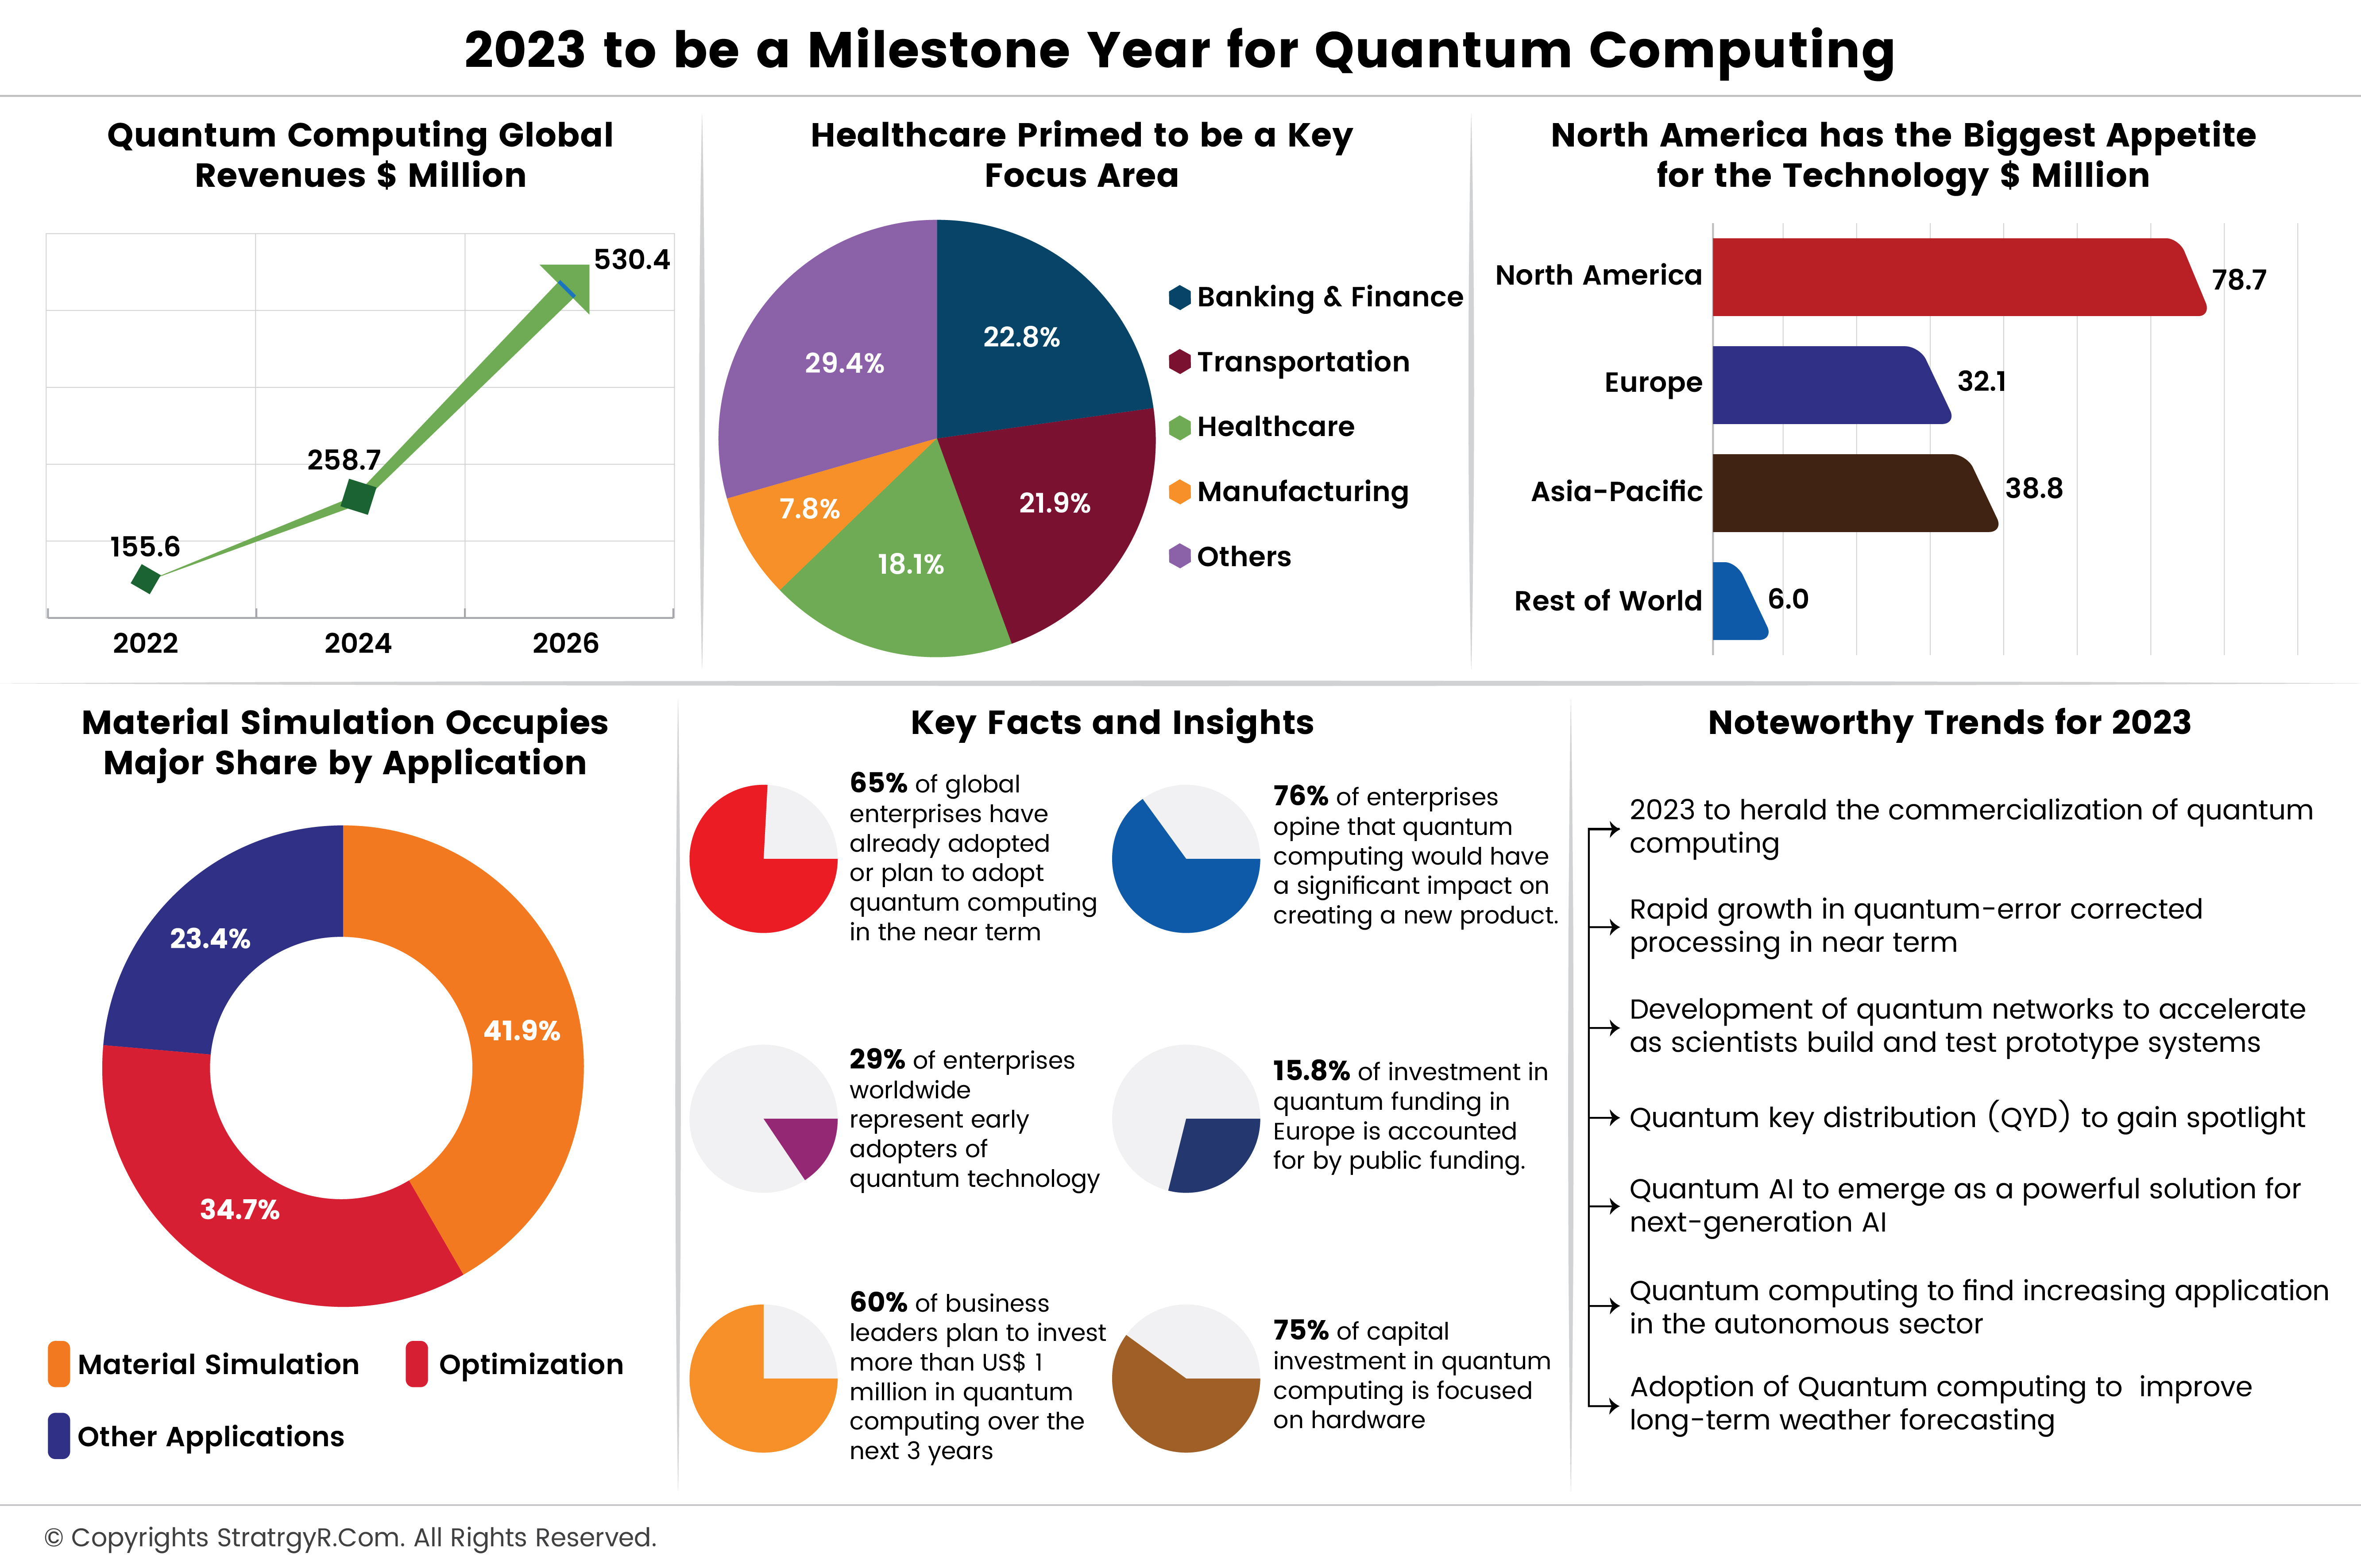 2023 to be a Milestone Year for Quantum Computing
Quantum Computing Global
Revenues $ Million
530.4
258.7
155.6
2022
2024
2026
Healthcare Primed to be a Key
Focus Area
22.8%
29.4%
21.9%
7.8%
18.1%
Banking & Finance
Transportation
Healthcare
Manufacturing
Others
North America has the Biggest Appetite
for the Technology $ Million
North America
78.7
Europe
32.1
Asia-Pacific
38.8
Rest of World
6.0
Material Simulation Occupies
Major Share by Application
23.4%
41.9%
34.7%
Material Simulation
Optimization
Other Applications
Key Facts and Insights
65% of global
enterprises have
already adopted
or plan to adopt
quantum computing
in the near term
76% of enterprises
opine that quantum
computing would have
a significant impact on
creating a new product.
29% of enterprises
worldwide
represent early
adopters of
quantum technology
15.8% of investment in
quantum funding in
Europe is accounted
for by public funding.
60% of business
leaders plan to invest
more than US$ 1
million in quantum
computing over the
next 3 years
75% of capital
investment in quantum
computing is focused
on hardware
Noteworthy Trends for 2023
2023 to herald the commercialization of quantum
computing
Rapid growth in quantum-error corrected
processing in near term
Development of quantum networks to accelerate
as scientists build and test prototype systems
Quantum key distribution (QYD) to gain spotlight
Quantum AI to emerge as a powerful solution for
next-generation AI
Quantum computing to find increasing application
in the autonomous sector
Adoption of Quantum computing to  improve
long-term weather forecasting
© Copyrights StratrgyR.Com. All Rights Reserved.